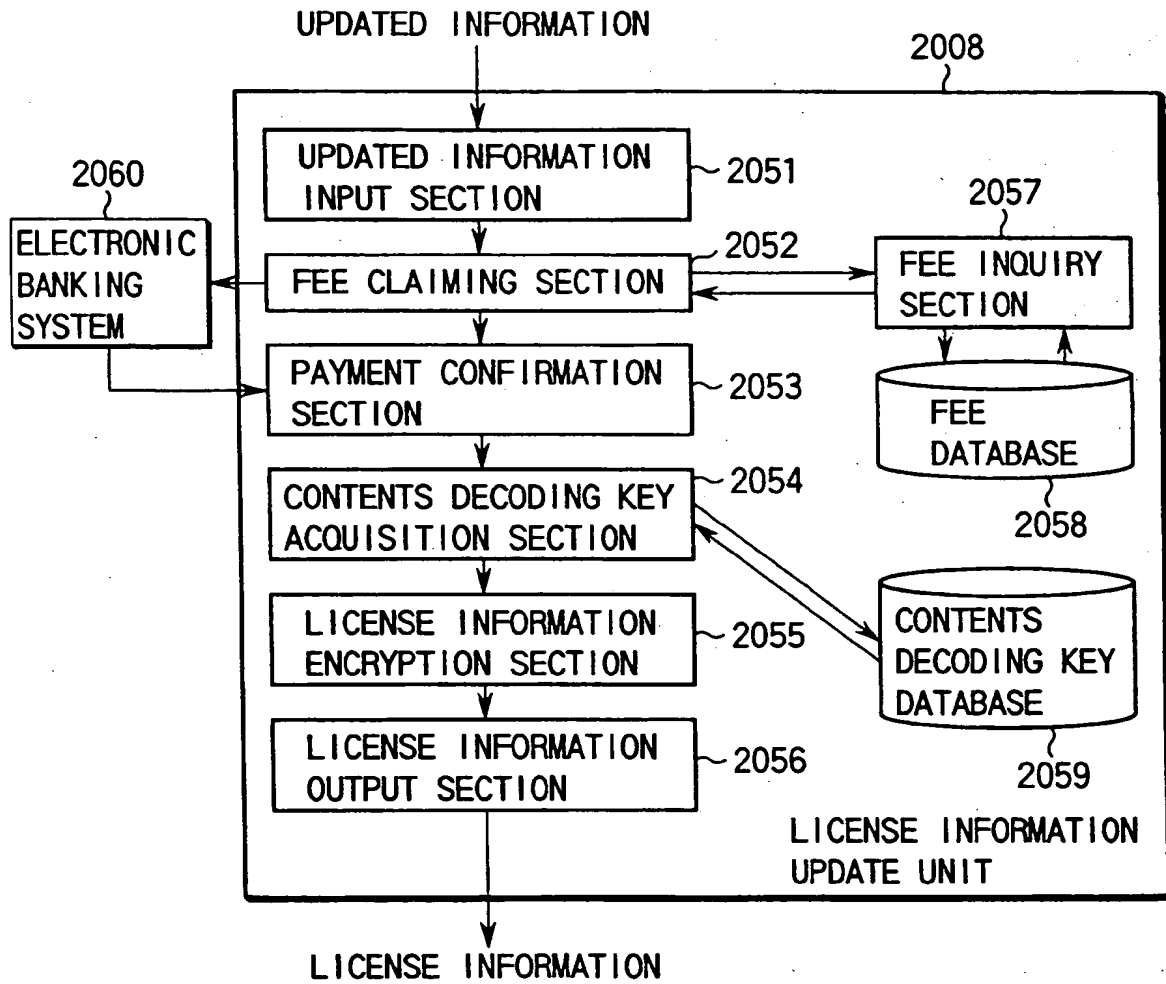 UPDATED INFORMATION
2008
UPDATED INFORMATION
INPUT SECTION
2051
2060
ELECTRONIC
BANKING
SYSTEM
2052
FEE CLAIMING SECTION
2057
FEE INQUIRY
SECTION
PAYMENT CONFIRMATION
SECTION
2053
FEE
DATABASE
2058
CONTENTS DECODING KEY
ACQUISITION SECTION
2054
LICENSE INFORMATION
ENCRYPTION SECTION
2055
CONTENTS
DECODING KEY
DATABASE
2059
LICENSE INFORMATION
OUTPUT SECTION
2056
LICENSE INFORMATION
UPDATE UNIT
LICENSE INFORMATION